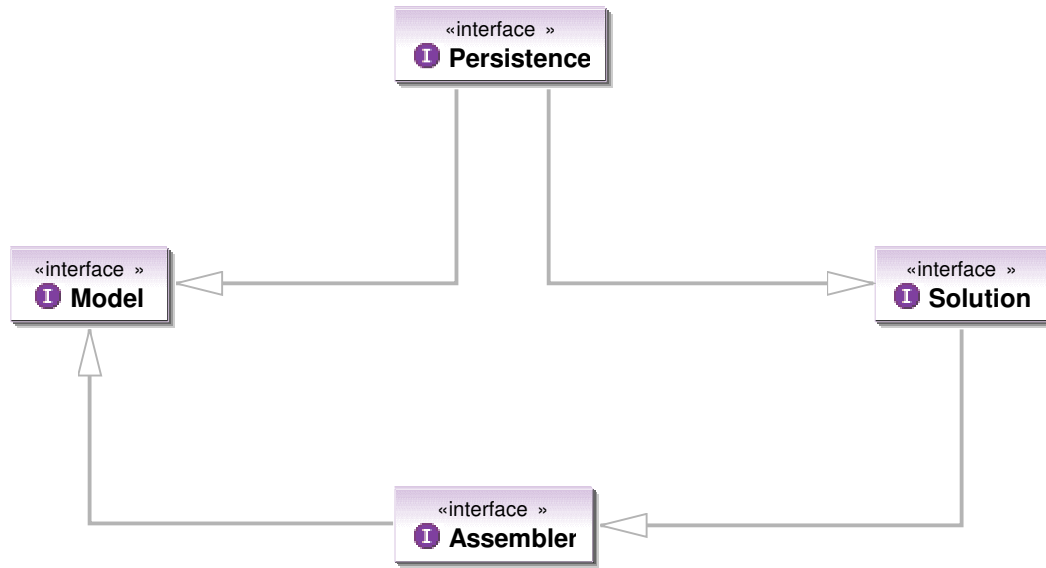 «interface »
I Persistence
«interface »
I Model
«interface »
I Solution
«interface »
I Assembler